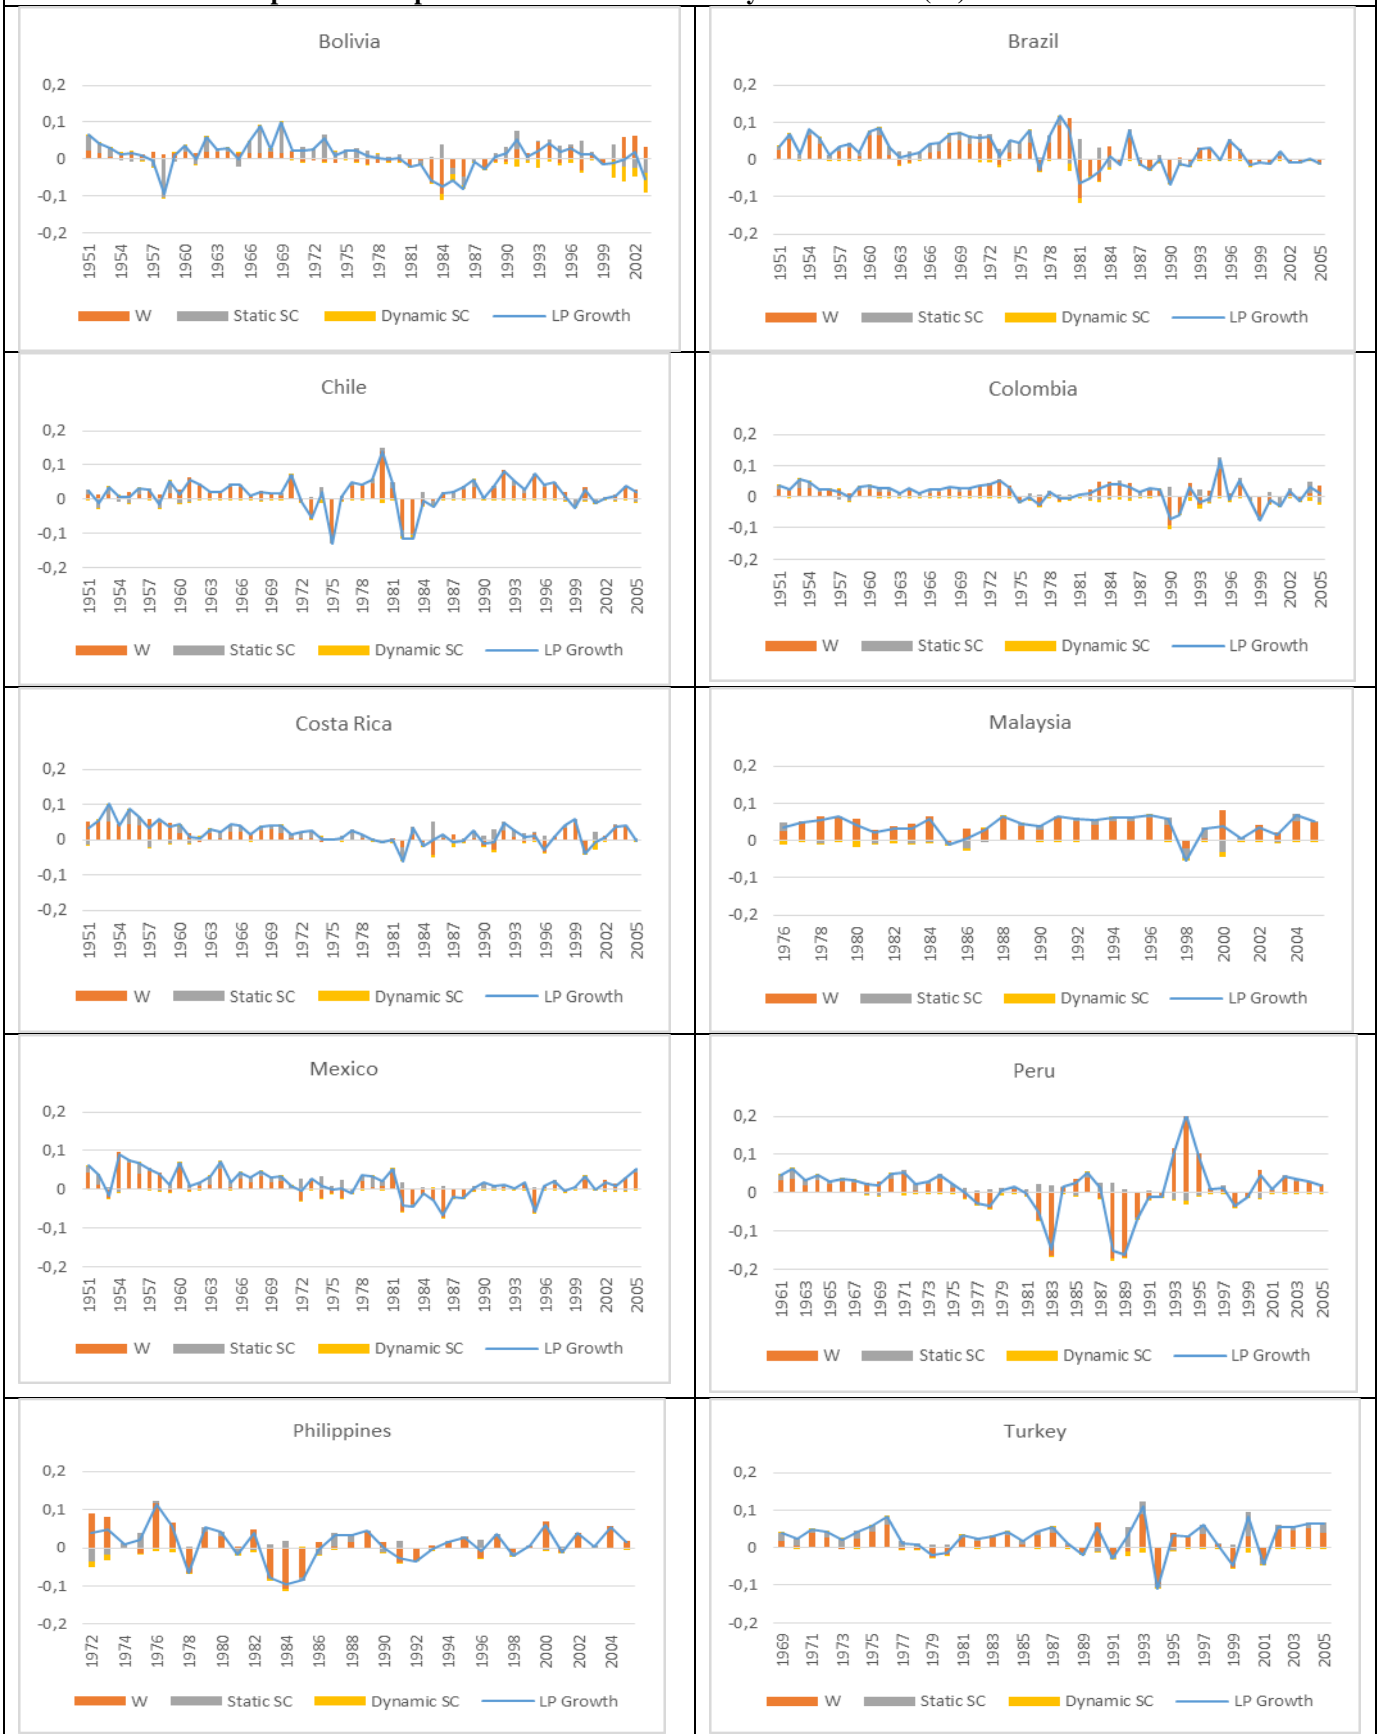 Bolivia
0,2
0,1
0
-0,1
-0,2
1951 1954 1957 1960 1963 1966 1969 1972 1975 1978 1981 1984 1987 1990 1993 1996 1999 2002
W Static SC Dynamic SC LP Growth
Brazil
0,2
0,1
0
-0,1
-0,2
1951 1954 1957 1960 1963 1966 1969 1972 1975 1978 1981 1984 1987 1990 1993 1996 1999 2002 2005
W Static SC Dynamic SC LP Growth
Chile
0,2
0,1
0
-0,1
-0,2
1951 1954 1957 1960 1963 1966 1969 1972 1975 1978 1981 1984 1987 1990 1993 1996 1999 2002 2005
W Static SC Dynamic SC LP Growth
Colombia
0,2
0,1
0
-0,1
-0,2
1951 1954 1957 1960 1963 1966 1969 1972 1975 1978 1981 1984 1987 1990 1993 1996 1999 2002 2005
W Static SC Dynamic SC LP Growth
Costa Rica
0,2
0,1
0
-0,1
-0,2
1951 1954 1957 1960 1963 1966 1969 1972 1975 1978 1981 1984 1987 1990 1993 1996 1999 2002 2005
W Static SC Dynamic SC LP Growth
Malaysia
0,2
0,1
0
-0,1
-0,2
1976 1978 1980 1982 1984 1986 1988 1990 1992 1994 1996 1998 2000 2002 2004
W Static SC Dynamic SC LP Growth
Mexico
0,2
0,1
0
-0,1
-0,2
1951 1954 1957 1960 1963 1966 1969 1972 1975 1978 1981 1984 1987 1990 1993 1996 1999 2002 2005
W Static SC Dynamic SC LP Growth
Peru
0,2
0,1
0
-0,1
-0,2
1961 1963 1965 1967 1969 1971 1973 1975 1977 1979 1981 1983 1985 1987 1989 1991 1993 1995 1997 1999 2001 2003 2005
W Static SC Dynamic SC LP Growth
Philippines
0,2
0,1
0
-0,1
-0,2
1972 1974 1976 1978 1980 1982 1984 1986 1988 1990 1992 1994 1996 1998 2000 2002 2004
W Static SC Dynamic SC LP Growth
Turkey
0,2
0,1
0
-0,1
-0,2
1969 1971 1973 1975 1977 1979 1981 1983 1985 1987 1989 1991 1993 1995 1997 1999 2001 2003 2005
W Static SC Dynamic SC LP Growth